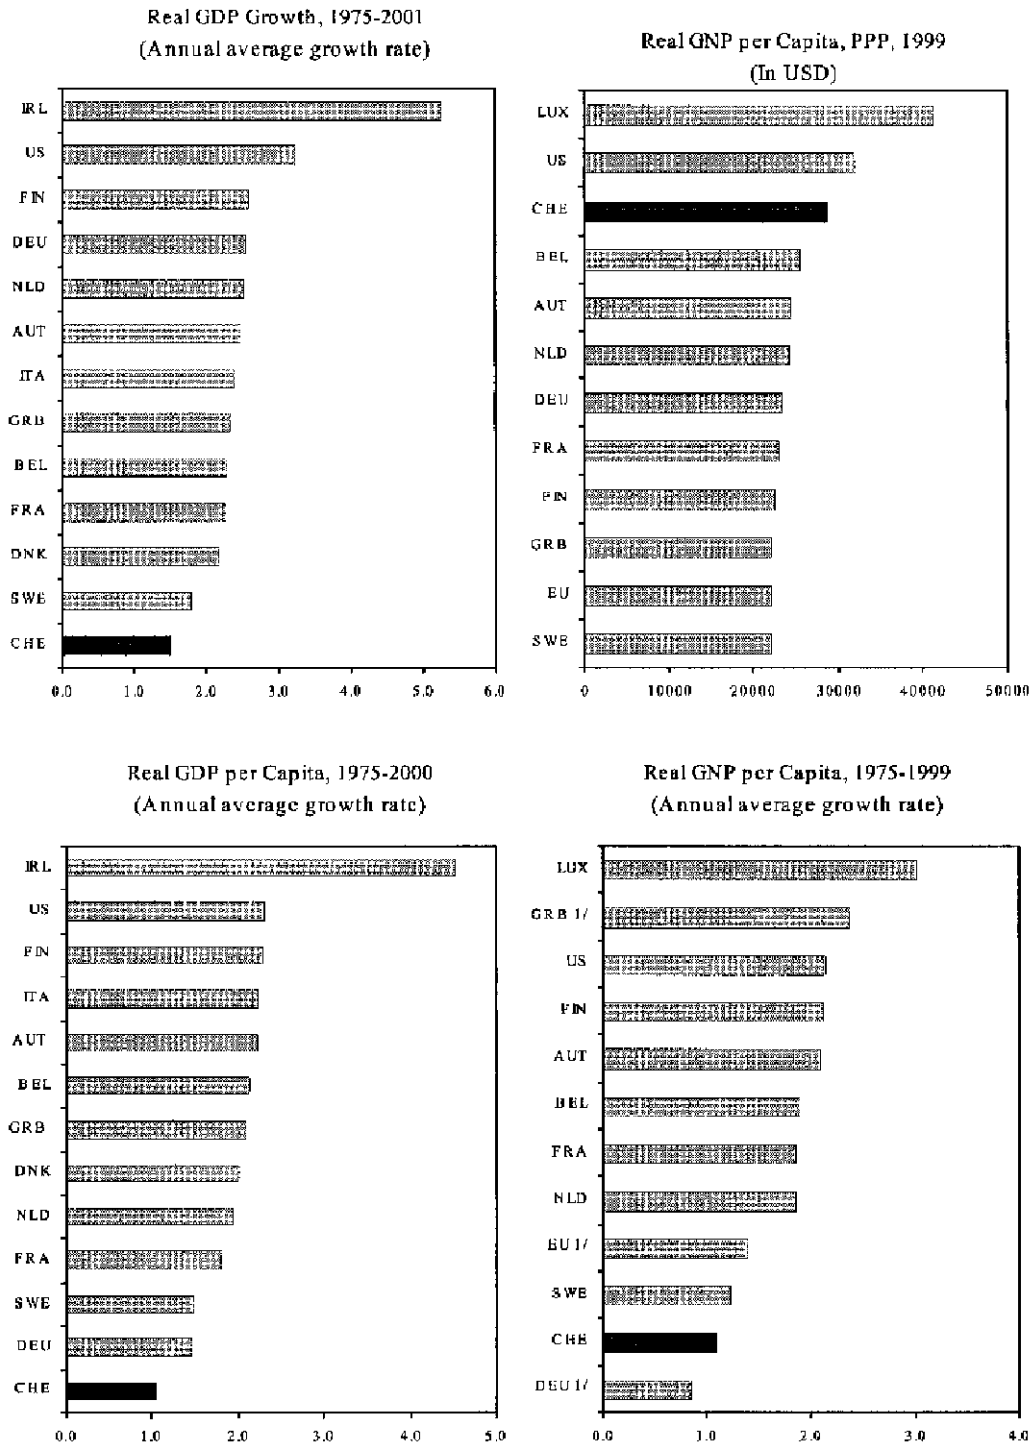 Real GDP Growth, 1975-2001
(Annual average growth rate)
IRL
US
FIN
DEU
NLD
AUT
ITA
GRB
BEL
FRA
DNK
SWE
CHE
0.0 1.0 2.0 3.0 4.0 5.0 6.0
Real GNP per Capita, PPP, 1999
(In USD)
LUX
US
CHE
BEL
AUT
NLD
DEU
FRA
FIN
GRB
EU
SWE
0 10000 20000 30000 40000 50000
Real GDP per Capita, 1975-2000
(Annual average growth rate)
IRL
US
FIN
ITA
AUT
BEL
GRB
DNK
NLD
FRA
SWE
DEU
CHE
0.0 1.0 2.0 3.0 4.0 5.0
Real GNP per Capita, 1975-1999
(Annual average growth rate)
LUX
GRB 1/
US
FIN
AUT
BEL
FRA
NLD
EU 1/
SWE
CHE
DEU 1/
0.0 1.0 2.0 3.0 4.0